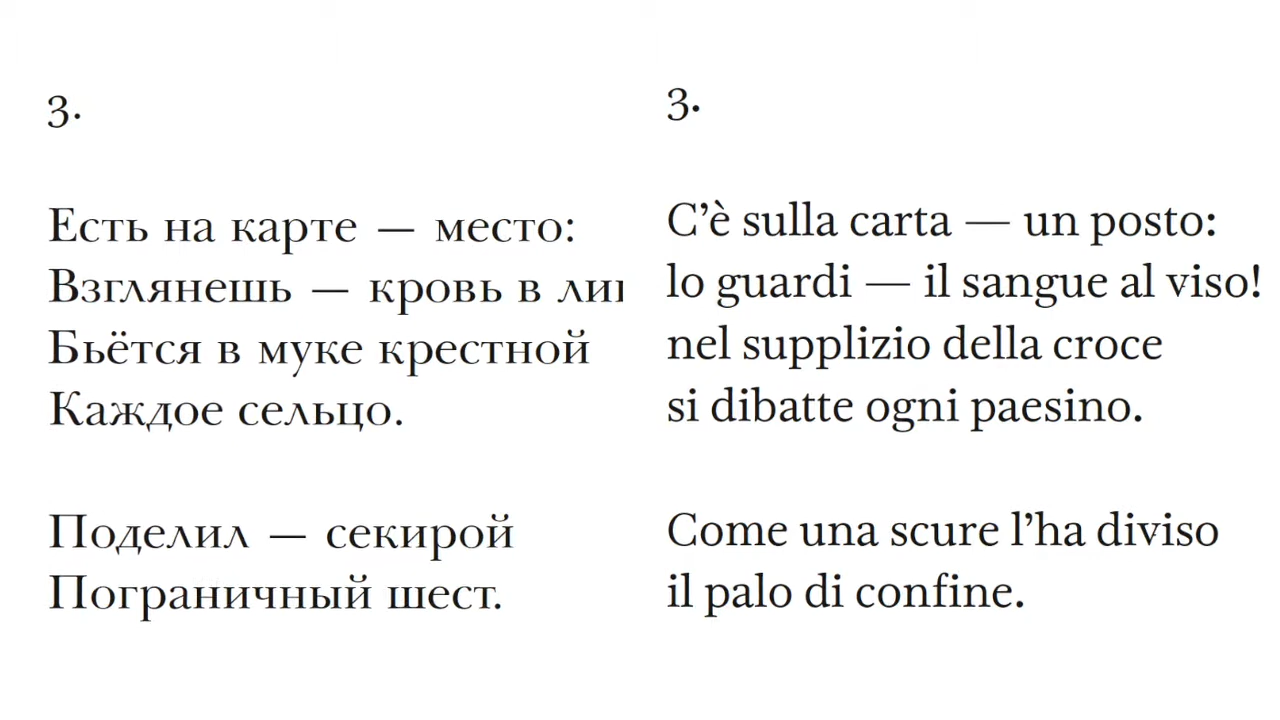 3.
Есть на карте — место:
Взглянешь — кровь в
Бьётся в муке крестной
Каждое сельцо.
Поделил — секирой
Пограничный шест.
3.
C’è sulla carta — un posto:
lo guardi — il sangue al viso!
nel supplizio della croce
si dibatte ogni paesino.
Come una scure l’ha diviso
il palo di confine.